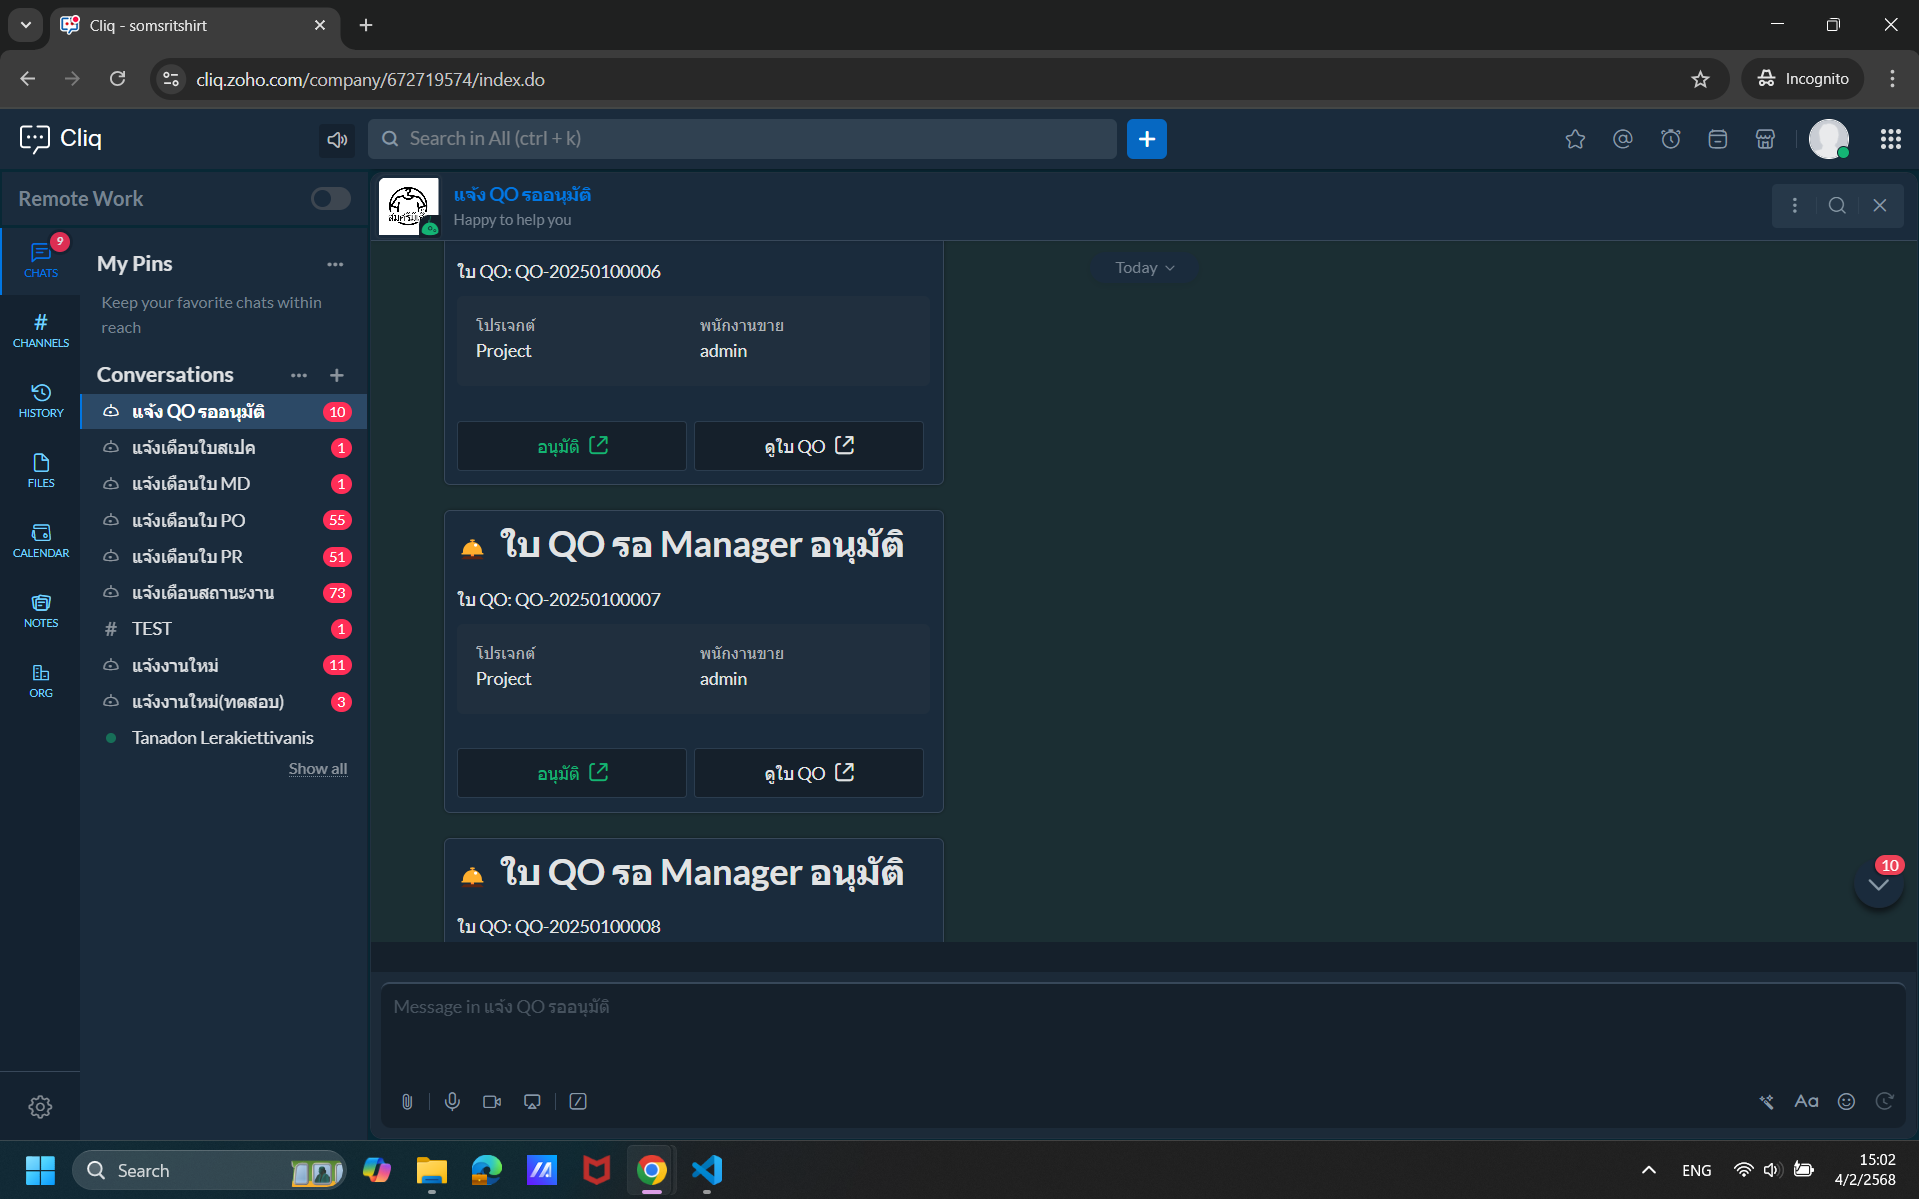 Cliq - somsritshirt
cliq.zoho.com/company/672719574/index.do
Incognito
Cliq
Search in All (ctrl + k)
Remote Work
แจ้ง QO รออนุมัติ
Happy to help you
9
CHATS
CHANNELS
HISTORY
FILES
CALENDAR
NOTES
ORG
My Pins
Keep your favorite chats within
reach
Conversations
แจ้ง QO รออนุมัติ 10
แจ้งเตือนใบสเปค 1
แจ้งเตือนใบ MD 1
แจ้งเตือนใบ PO 55
แจ้งเตือนใบ PR 51
แจ้งเตือนสถานะงาน 73
# TEST 1
แจ้งงานใหม่ 11
แจ้งงานใหม่(ทดสอบ) 3
Tanadon Lerakiettivanis
Show all
Today
ใบ QO: QO-20250100006
โปรเจกต์ พนักงานขาย
Project admin
อนุมัติ ดูใบ QO
ใบ QO รอ Manager อนุมัติ
ใบ QO: QO-20250100007
โปรเจกต์ พนักงานขาย
Project admin
อนุมัติ ดูใบ QO
ใบ QO รอ Manager อนุมัติ
ใบ QO: QO-20250100008
10
Message in แจ้ง QO รออนุมัติ
Aa
Search
ENG
15:02
4/2/2568